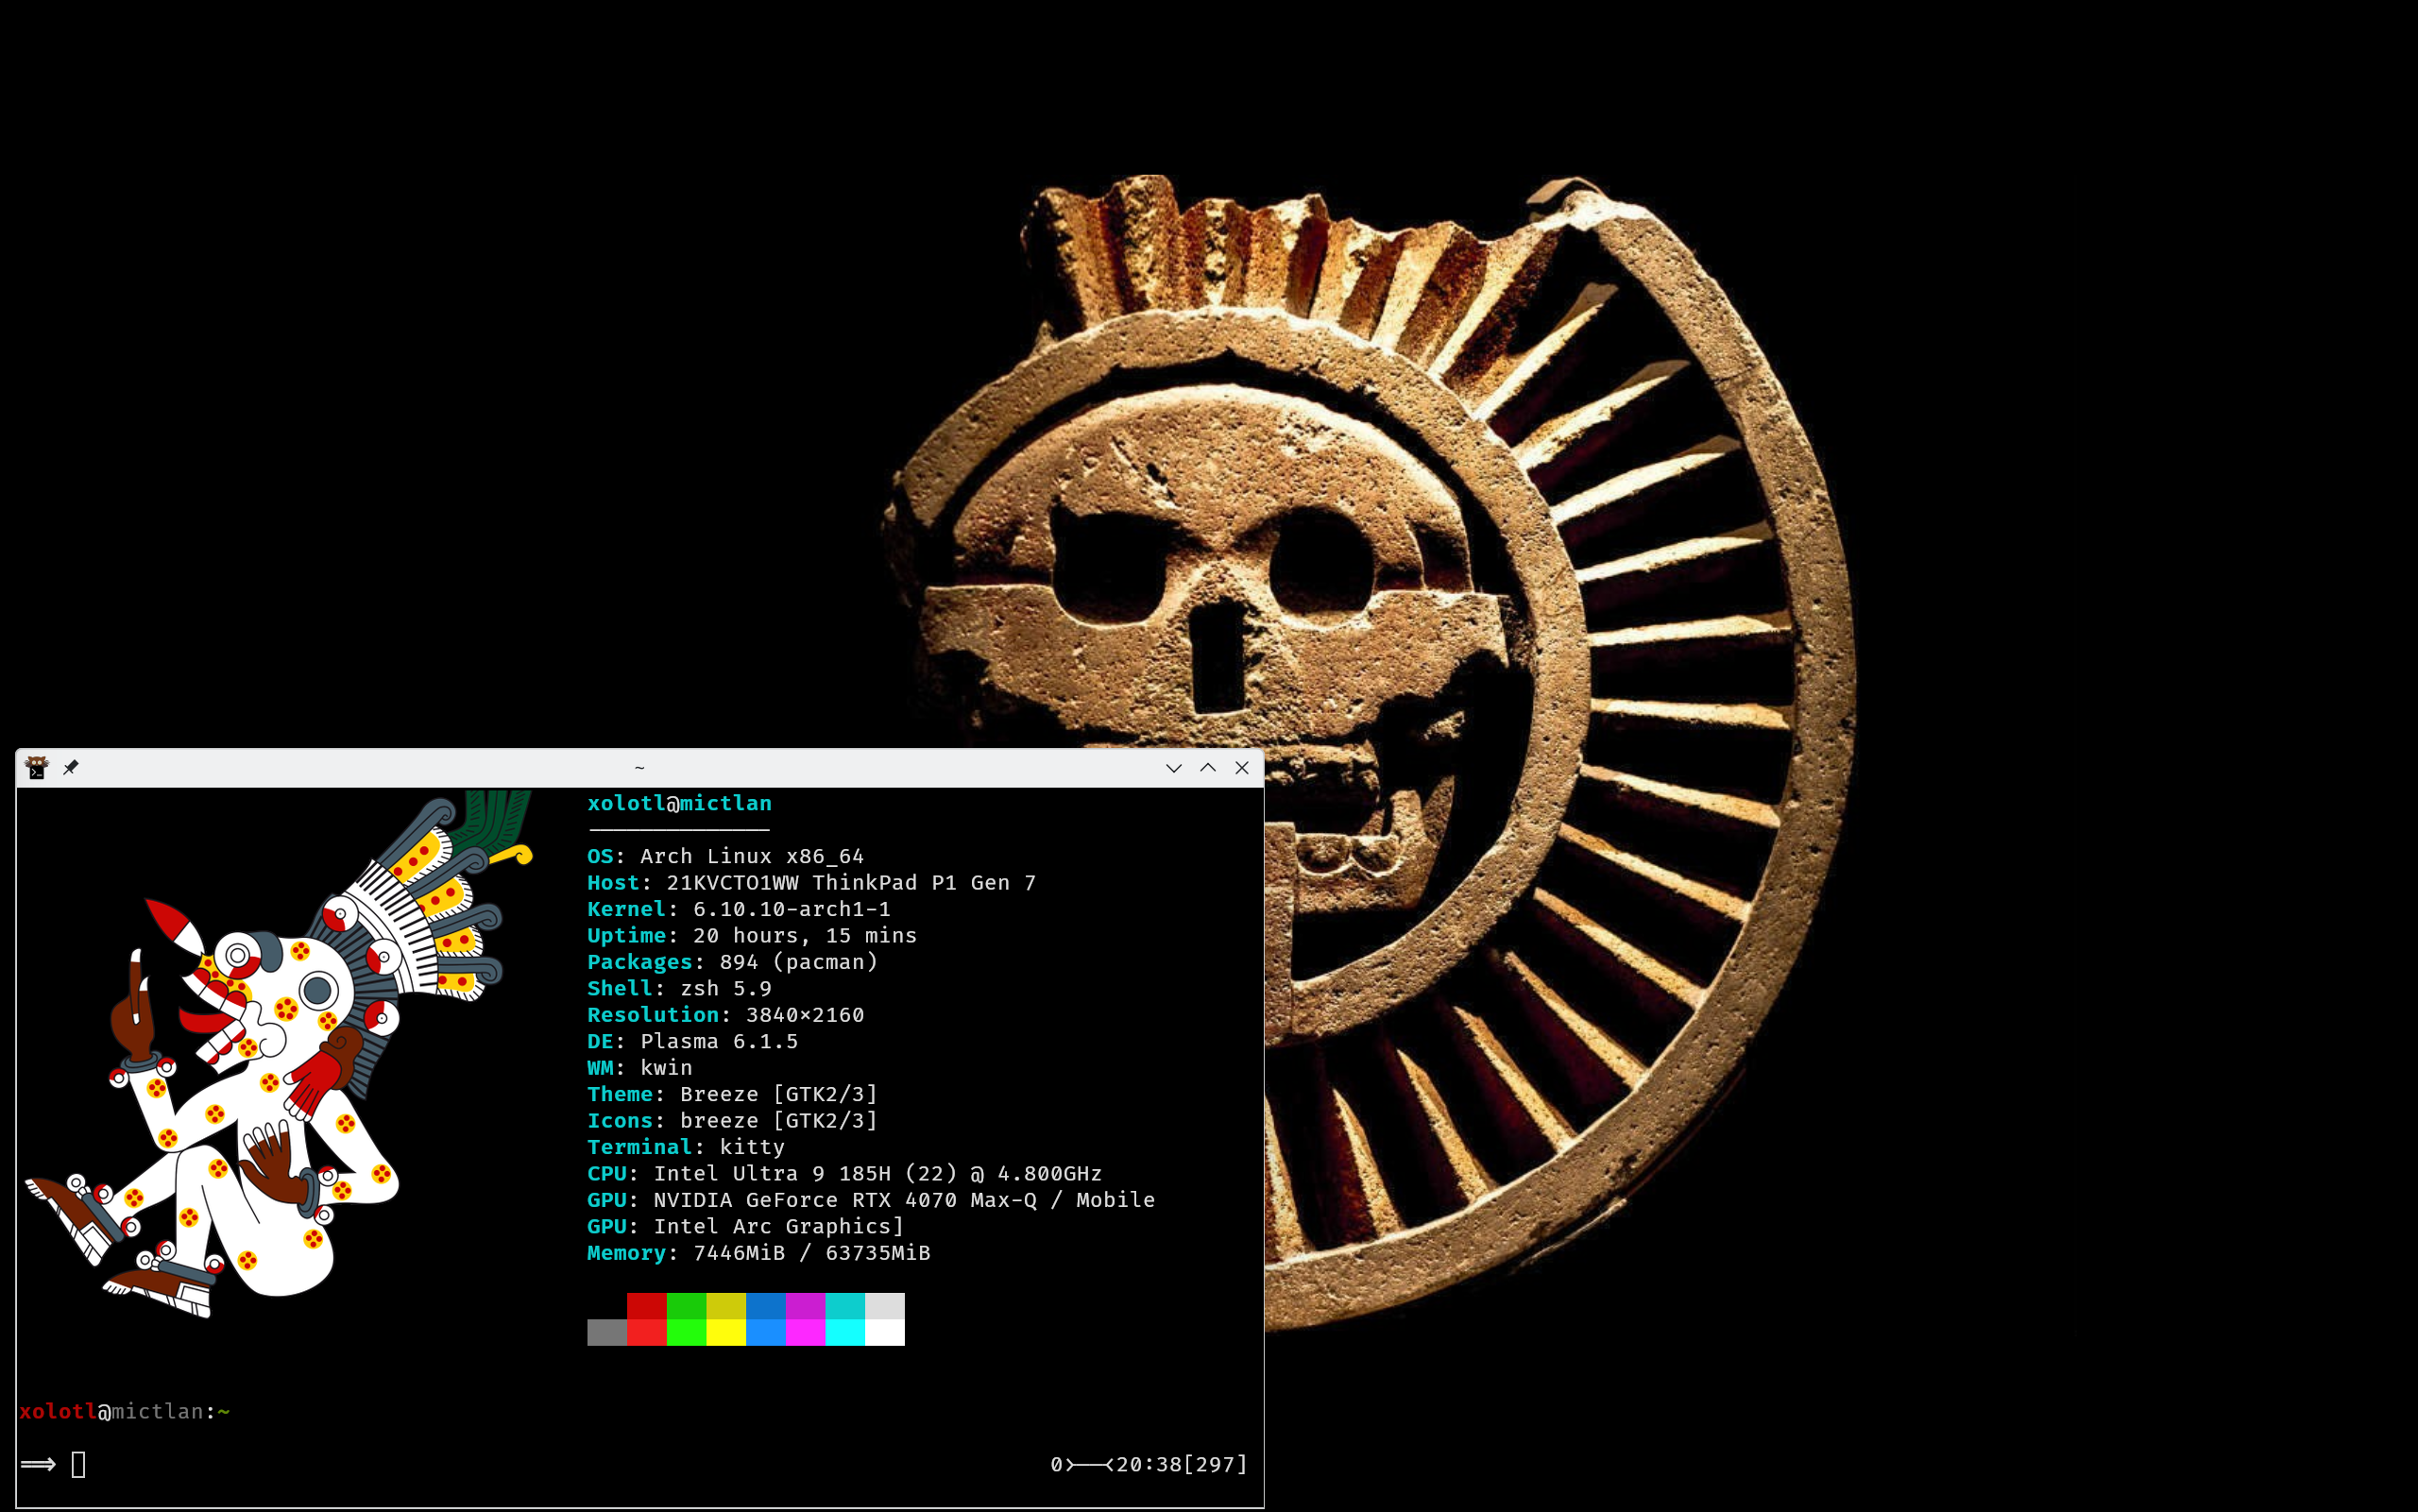 ~
xolotl@mictlan
--------------
OS: Arch Linux x86_64
Host: 21KVCTO1WW ThinkPad P1 Gen 7
Kernel: 6.10.10-arch1-1
Uptime: 20 hours, 15 mins
Packages: 894 (pacman)
Shell: zsh 5.9
Resolution: 3840×2160
DE: Plasma 6.1.5
WM: kwin
Theme: Breeze [GTK2/3]
Icons: breeze [GTK2/3]
Terminal: kitty
CPU: Intel Ultra 9 185H (22) @ 4.800GHz
GPU: NVIDIA GeForce RTX 4070 Max-Q / Mobile
GPU: Intel Arc Graphics]
Memory: 7446MiB / 63735MiB
xolotl@mictlan:~
==> 0>---<20:38[297]